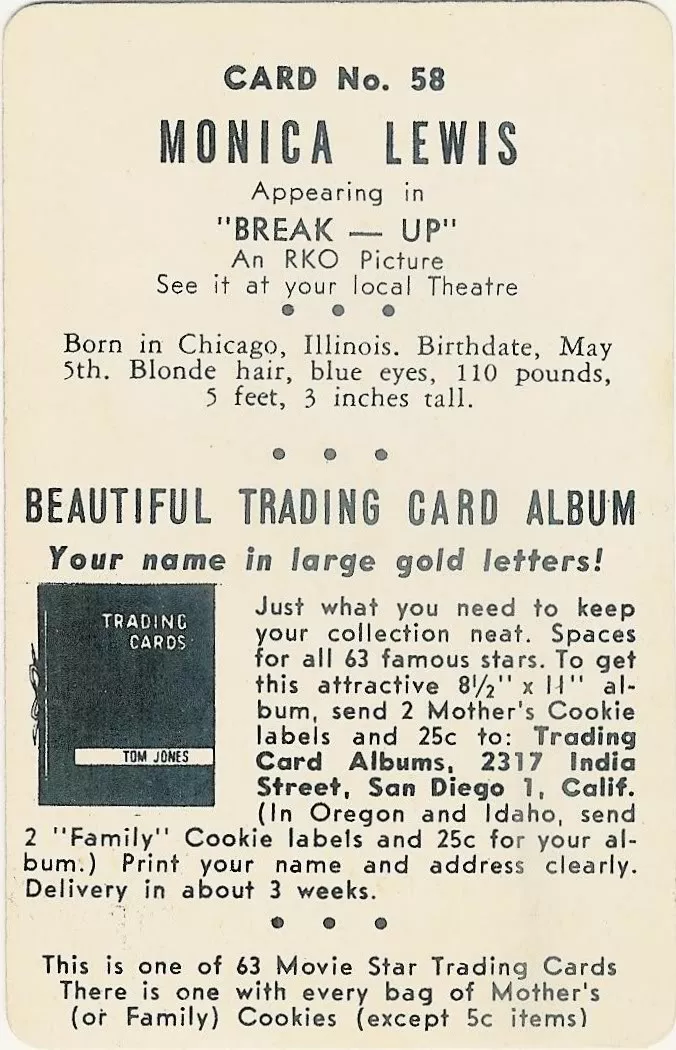 CARD No. 58
MONICA LEWIS
Appearing in
"BREAK — UP"
An RKO Picture
See it at your local Theatre
• • •
Born in Chicago, Illinois. Birthdate, May
5th. Blonde hair, blue eyes, 110 pounds,
5 feet, 3 inches tall.
• • •
BEAUTIFUL TRADING CARD ALBUM
Your name in large gold letters!
TRADING
CARDS
TOM JONES
Just what you need to keep
your collection neat. Spaces
for all 63 famous stars. To get
this attractive 8½" x 11" al-
bum, send 2 Mother's Cookie
labels and 25c to: Trading
Card Albums, 2317 India
Street, San Diego 1, Calif.
(In Oregon and Idaho, send
2 "Family" Cookie labels and 25c for your al-
bum.) Print your name and address clearly.
Delivery in about 3 weeks.
• • •
This is one of 63 Movie Star Trading Cards
There is one with every bag of Mother's
(or Family) Cookies (except 5c items)